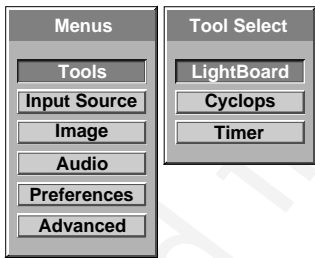 Menus
Tools
Input Source
Image
Audio
Preferences
Advanced
Tool Select
LightBoard
Cyclops
Timer